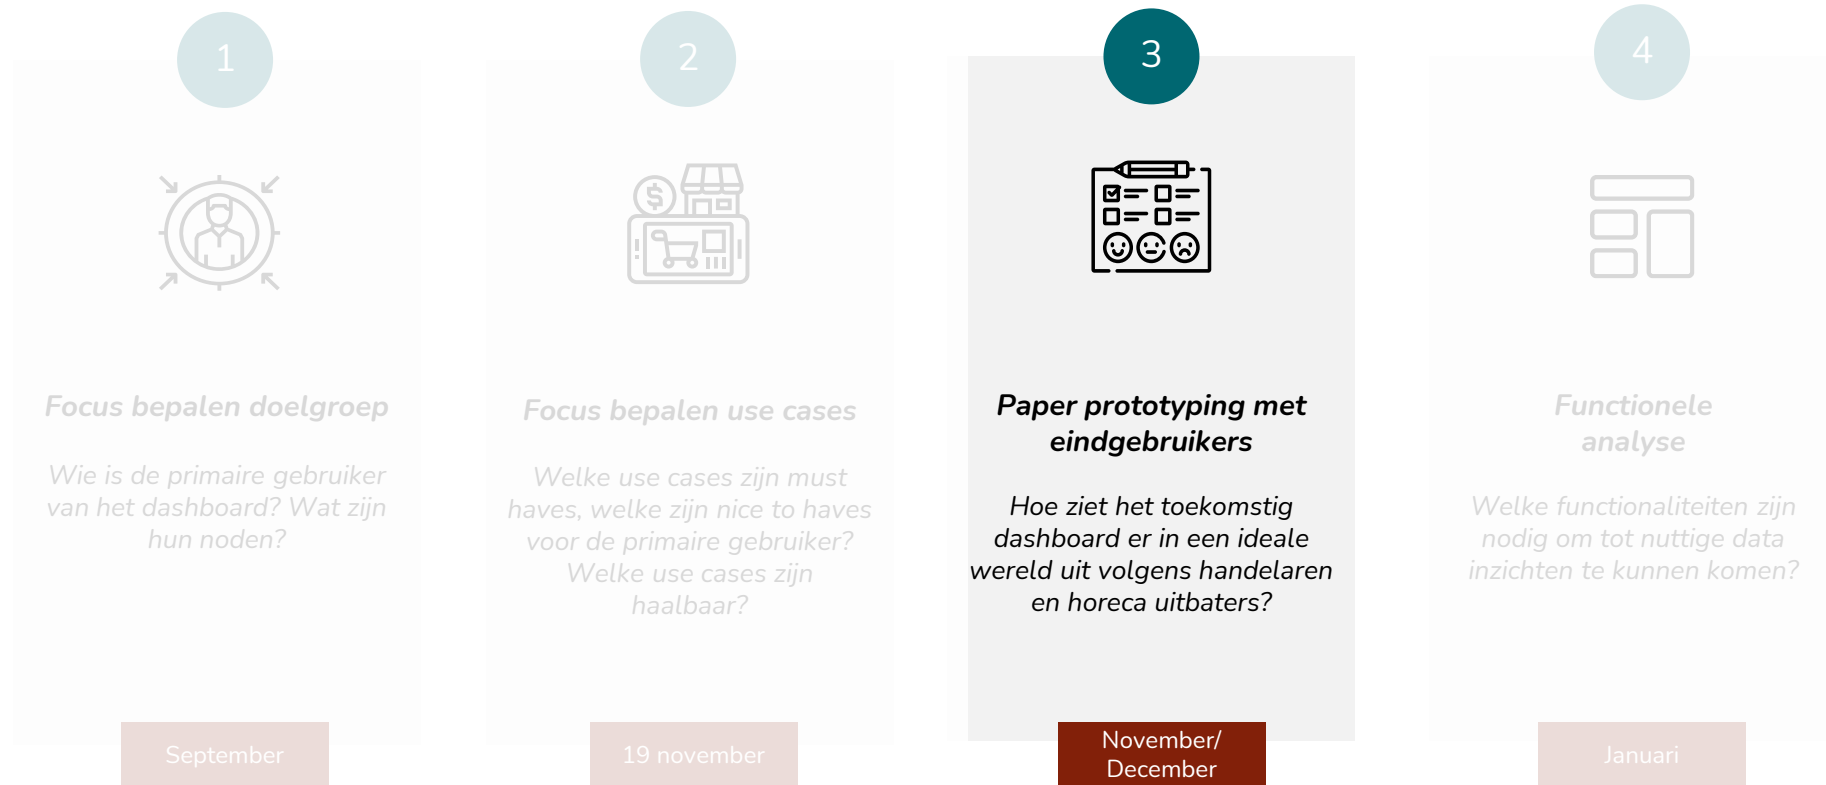 1
Focus bepalen doelgroep
Wie is de primaire gebruiker
van het dashboard? Wat zijn
hun noden?
September
2
$
Focus bepalen use cases
Welke use cases zijn must
haves, welke zijn nice to haves
voor de primaire gebruiker?
Welke use cases zijn
haalbaar?
19 november
3
Paper prototyping met
eindgebruikers
Hoe ziet het toekomstig
dashboard er in een ideale
wereld uit volgens handelaren
en horeca uitbaters?
November/
December
4
Functionele
analyse
Welke functionaliteiten zijn
nodig om tot nuttige data
inzichten te kunnen komen?
Januari